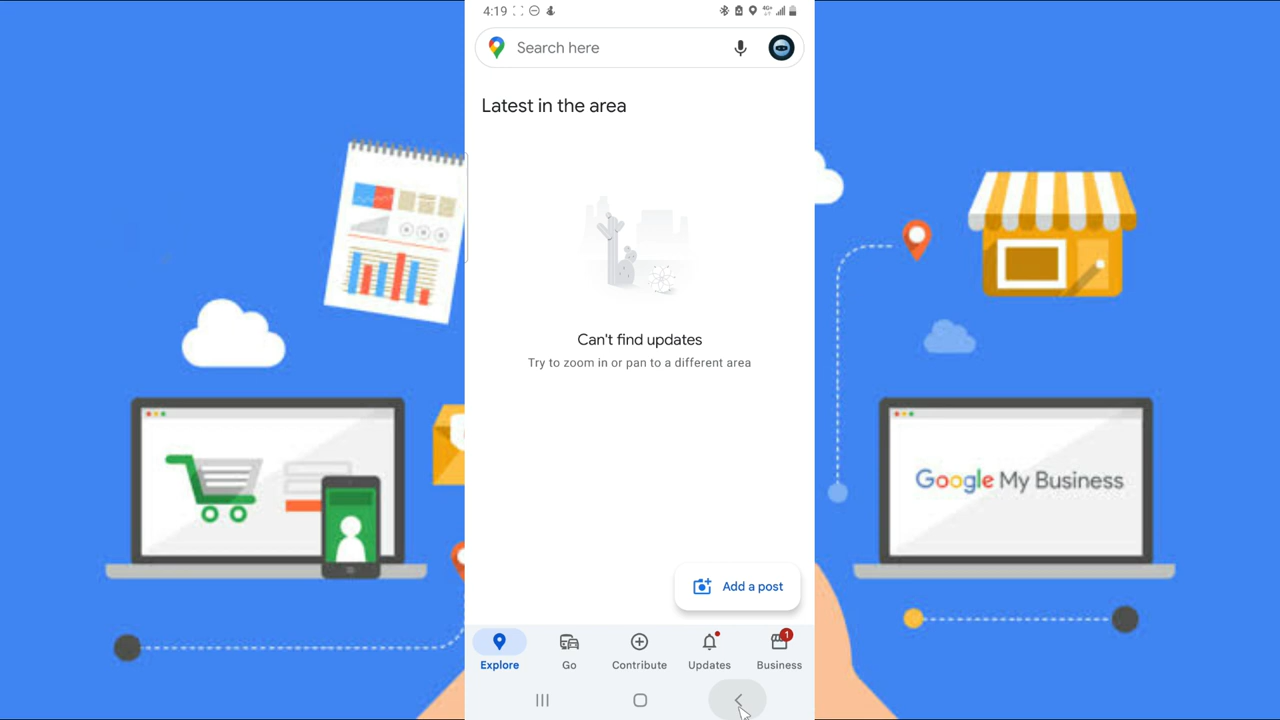 4:19
4G+
Search here
Latest in the area
Can't find updates
Try to zoom in or pan to a different area
Google My Business
Add a post
1
Explore
Go
Contribute
Updates
Business